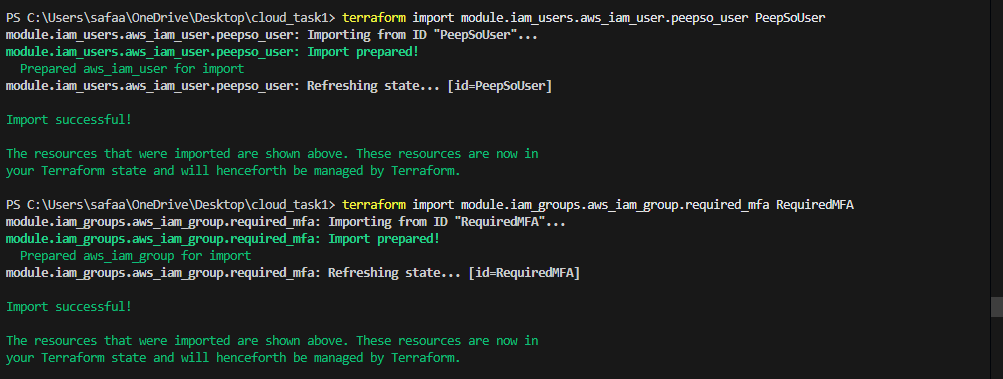 PS C:\Users\safaa\OneDrive\Desktop\cloud_task1> terraform import module.iam_users.aws_iam_user.peepso_user PeepSoUser
module.iam_users.aws_iam_user.peepso_user: Importing from ID "PeepSoUser"...
module.iam_users.aws_iam_user.peepso_user: Import prepared!
  Prepared aws_iam_user for import
module.iam_users.aws_iam_user.peepso_user: Refreshing state... [id=PeepSoUser]

Import successful!

The resources that were imported are shown above. These resources are now in
your Terraform state and will henceforth be managed by Terraform.

PS C:\Users\safaa\OneDrive\Desktop\cloud_task1> terraform import module.iam_groups.aws_iam_group.required_mfa RequiredMFA
module.iam_groups.aws_iam_group.required_mfa: Importing from ID "RequiredMFA"...
module.iam_groups.aws_iam_group.required_mfa: Import prepared!
  Prepared aws_iam_group for import
module.iam_groups.aws_iam_group.required_mfa: Refreshing state... [id=RequiredMFA]

Import successful!

The resources that were imported are shown above. These resources are now in
your Terraform state and will henceforth be managed by Terraform.